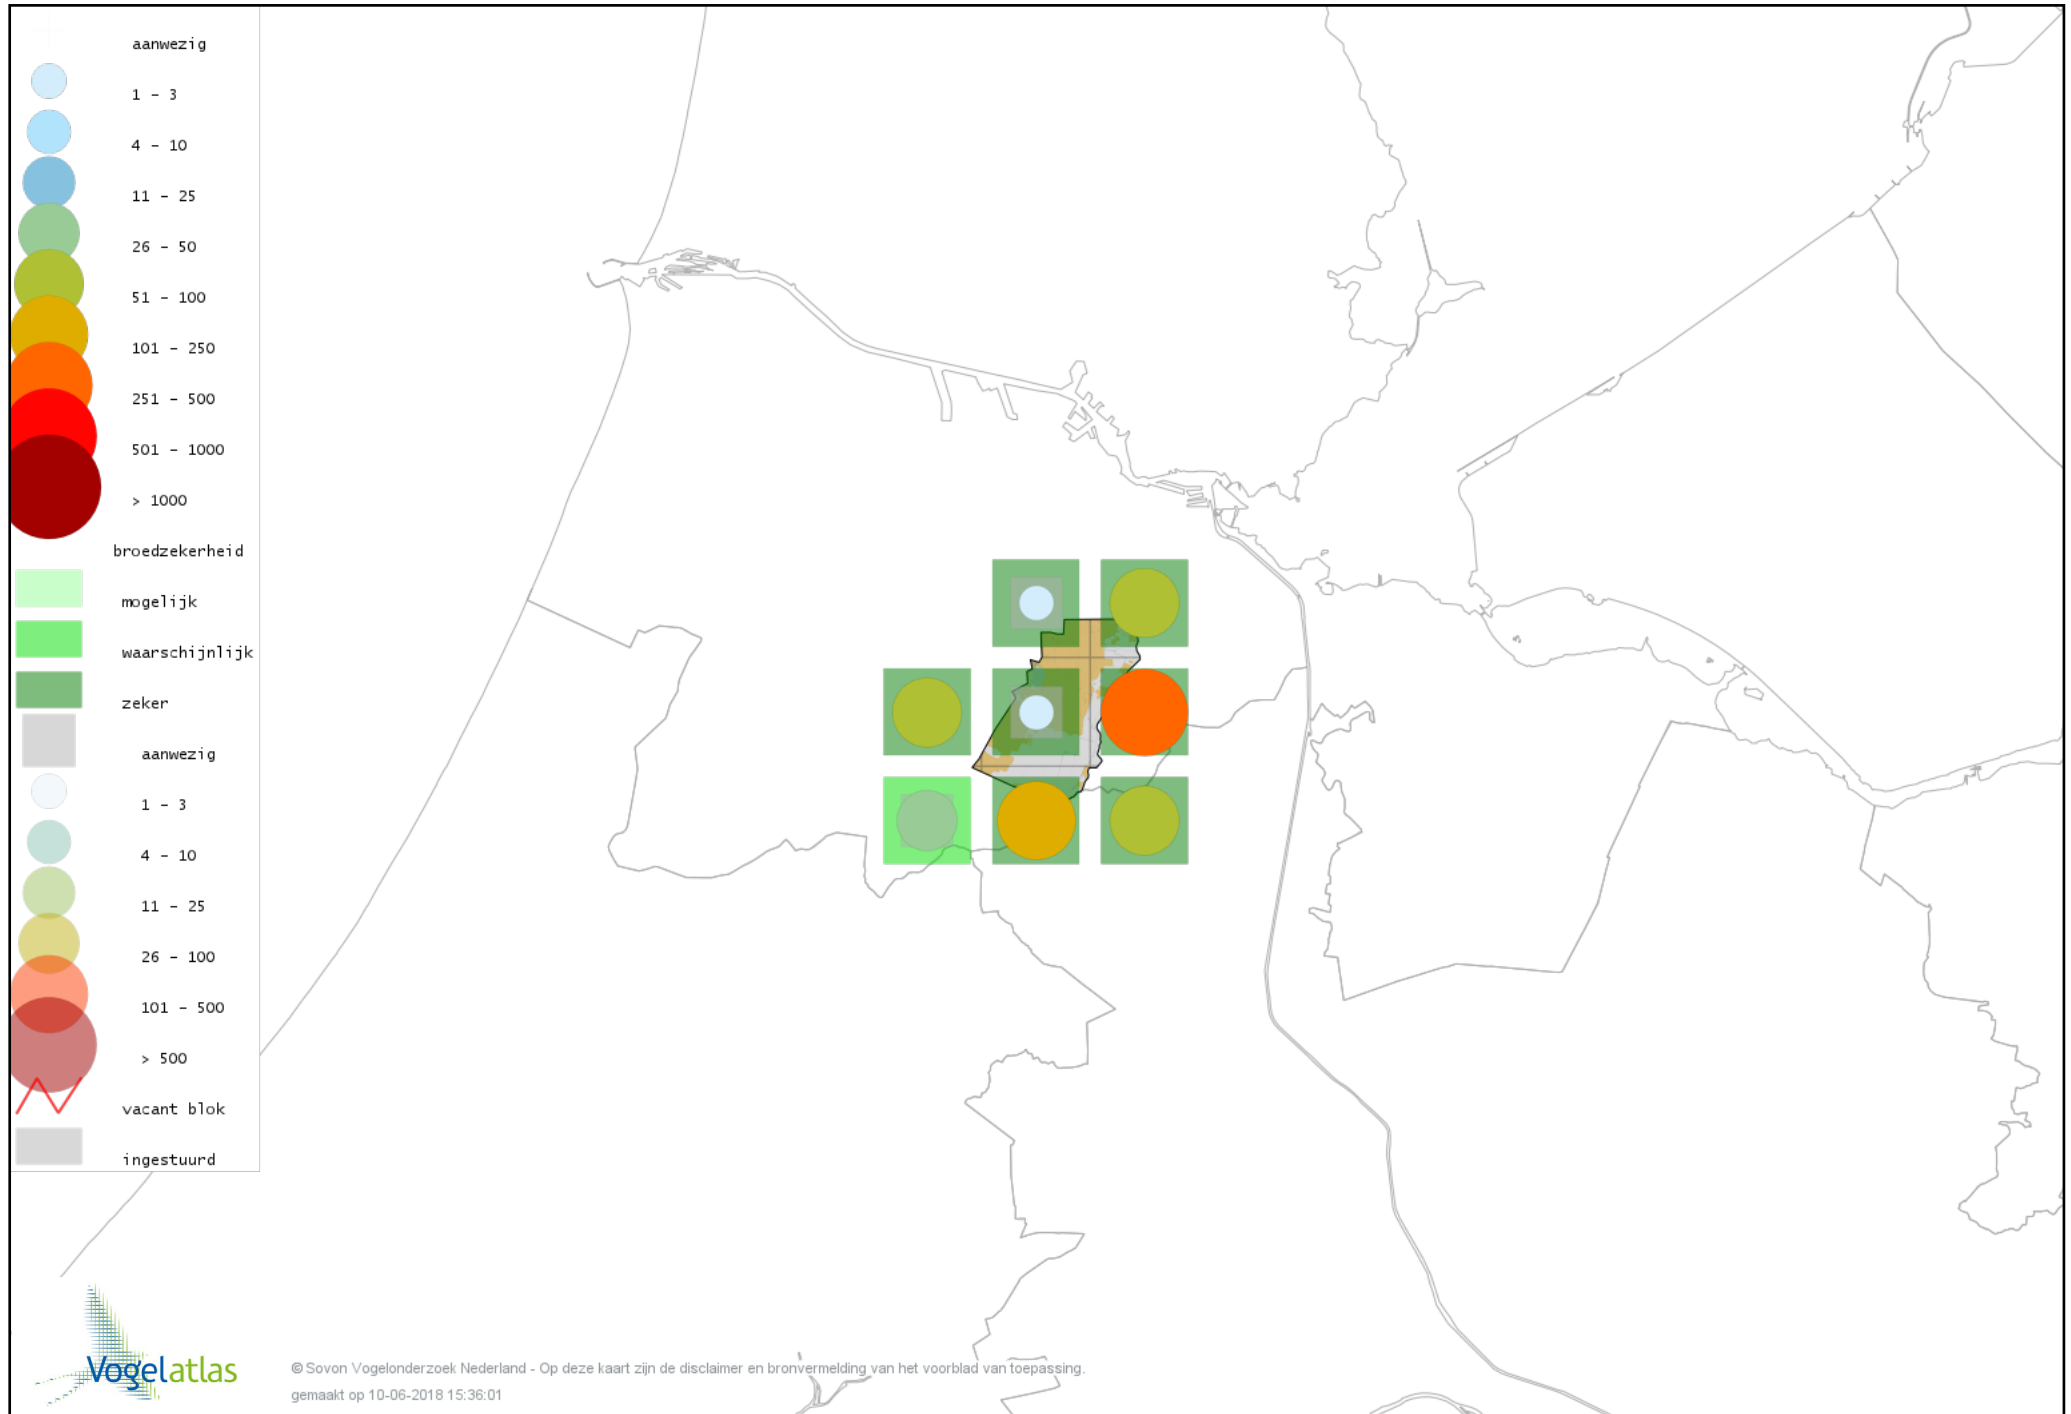 aanwezig
1 - 3
4 - 10
11 - 25
26 - 50
51 - 100
101 - 250
251 - 500
501 - 1000
> 1000
broedzekerheid
mogelijk
waarschijnlijk
zeker
aanwezig
1 - 3
4 - 10
11 - 25
26 - 100
101 - 500
> 500
vacant blok
ingestuurd
Vogelatlas
© Sovon Vogelonderzoek Nederland - Op deze kaart zijn de disclaimer en bronvermelding van het voorblad van toepassing.
gemaakt op 10-06-2018 15:36:01